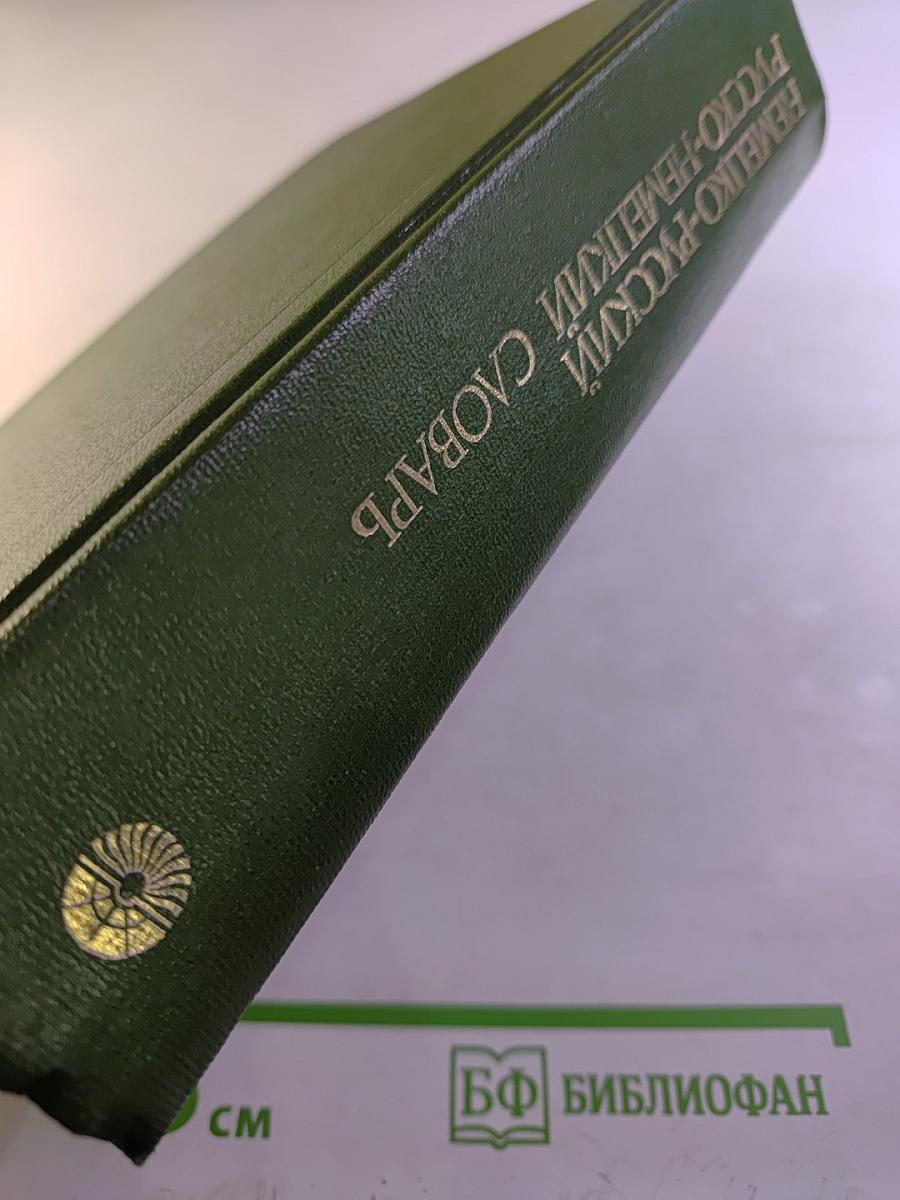 НЕМЕЦКО-РУССКИЙ
РУССКО-НЕМЕЦКИЙ СЛОВАРЬ
см
БФ БИБЛИОФАН